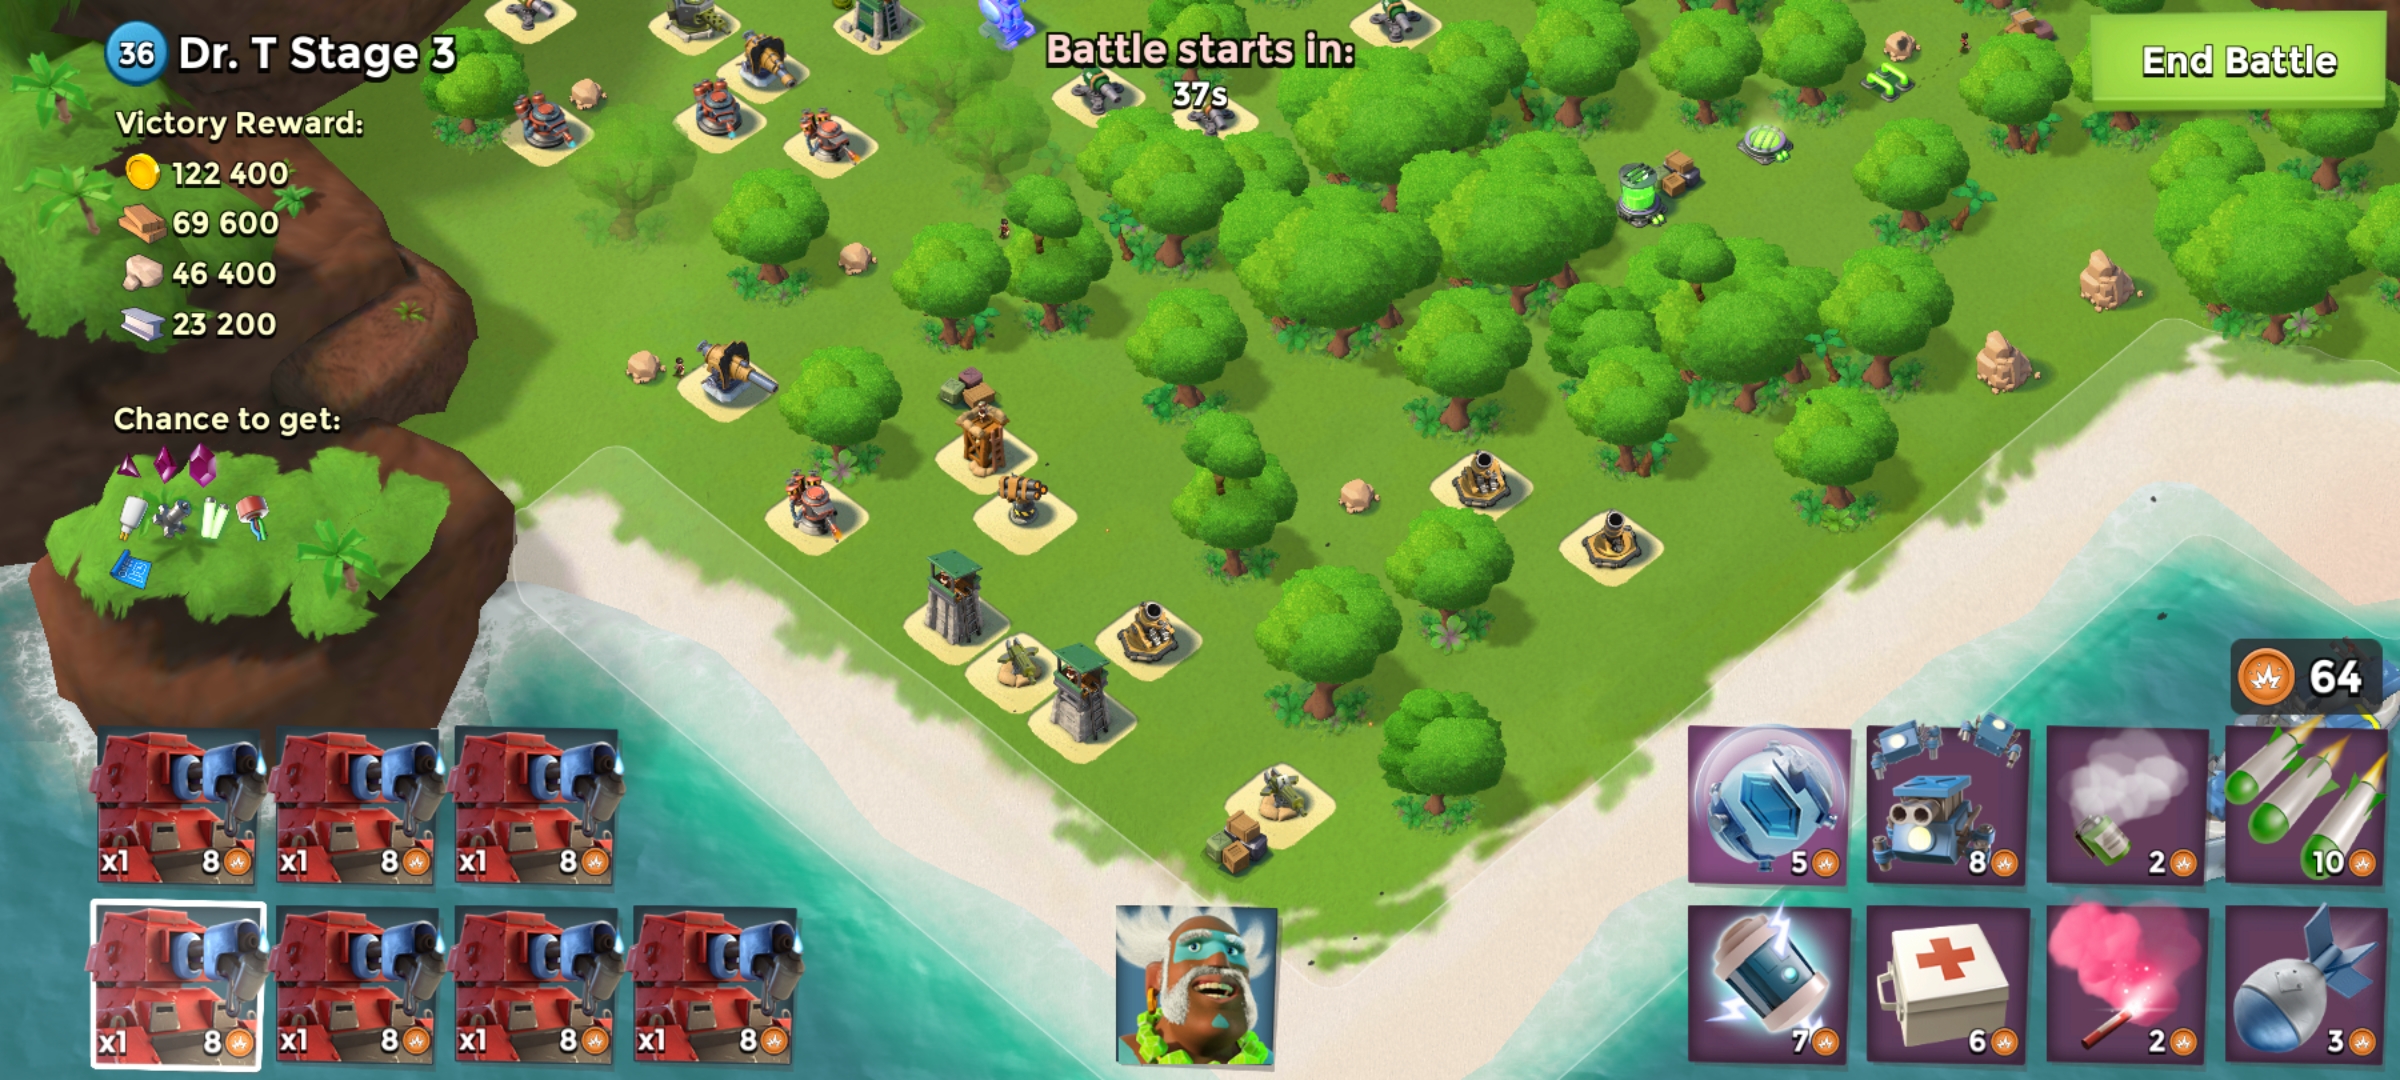 36 Dr. T Stage 3
Battle starts in:
37s
End Battle
Victory Reward:
122 400
69 600
46 400
23 200
Chance to get:
64
x1 8
x1 8
x1 8
5
8
2
10
x1 8
x1 8
x1 8
x1 8
7
6
2
3